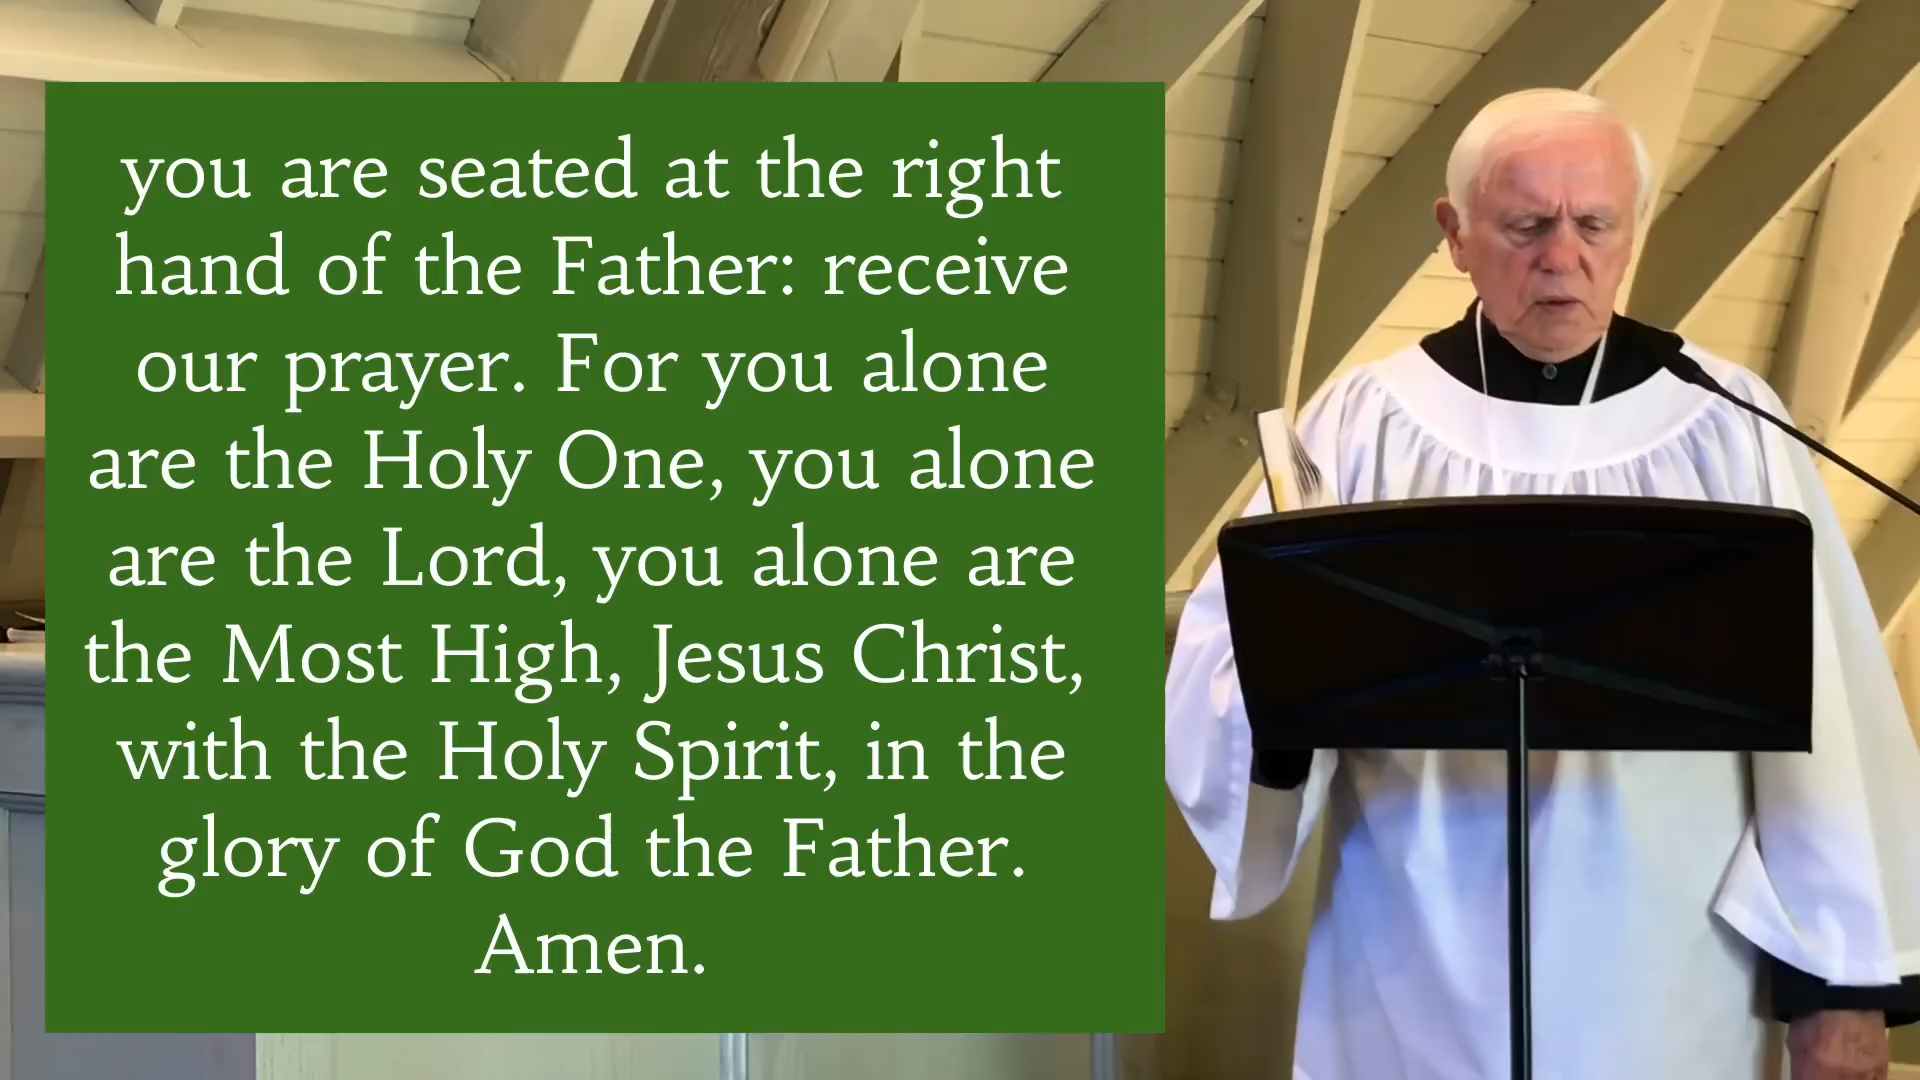 you are seated at the right
hand of the Father: receive
our prayer. For you alone
are the Holy One, you alone
are the Lord, you alone are
the Most High, Jesus Christ,
with the Holy Spirit, in the
glory of God the Father.
Amen.